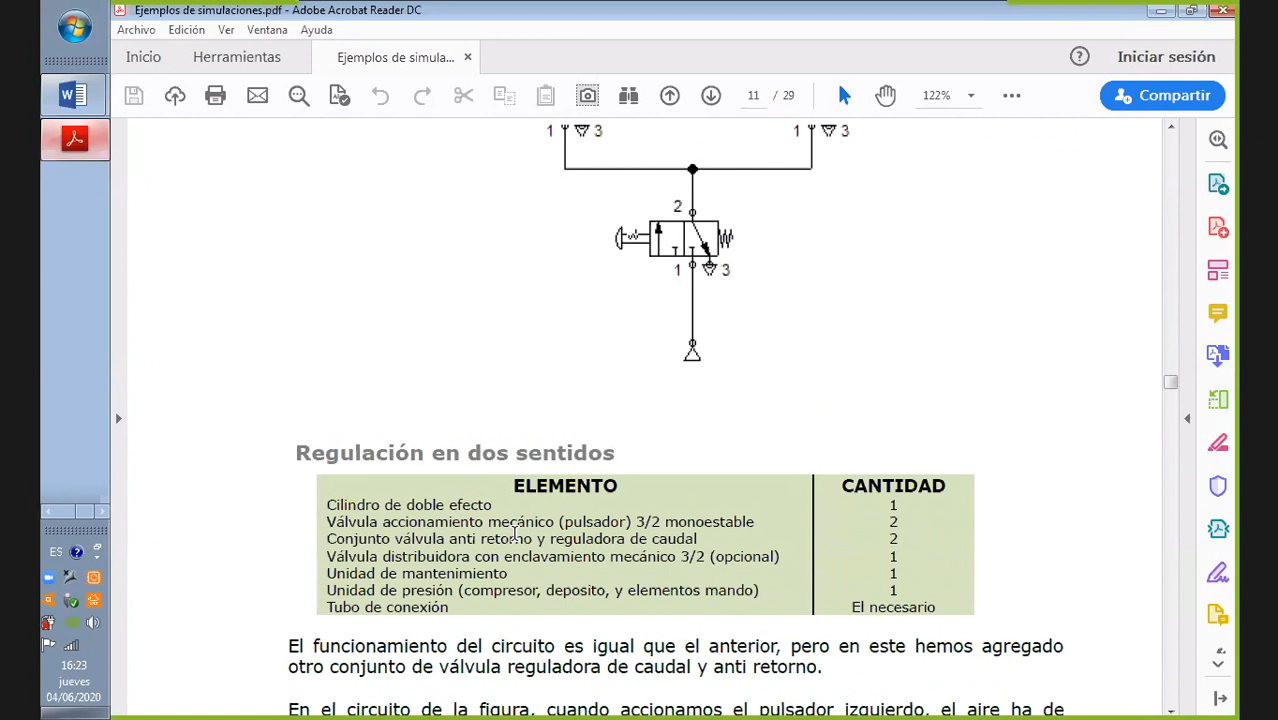 Ejemplos de simulaciones.pdf - Adobe Acrobat Reader DC
Archivo Edición Ver Ventana Ayuda
Inicio Herramientas Ejemplos de simula... × Iniciar sesión
11 / 29 122% Compartir
1 3 1 3
2
1 3
Regulación en dos sentidos
ELEMENTO CANTIDAD
Cilindro de doble efecto 1
Válvula accionamiento mecánico (pulsador) 3/2 monoestable 2
Conjunto válvula anti retorno y reguladora de caudal 2
Válvula distribuidora con enclavamiento mecánico 3/2 (opcional) 1
Unidad de mantenimiento 1
Unidad de presión (compresor, deposito, y elementos mando) 1
Tubo de conexión El necesario
El funcionamiento del circuito es igual que el anterior, pero en este hemos agregado
otro conjunto de válvula reguladora de caudal y anti retorno.
En el circuito de la figura, cuando accionamos el pulsador izquierdo, el aire ha de
ES
16:23
jueves
04/06/2020